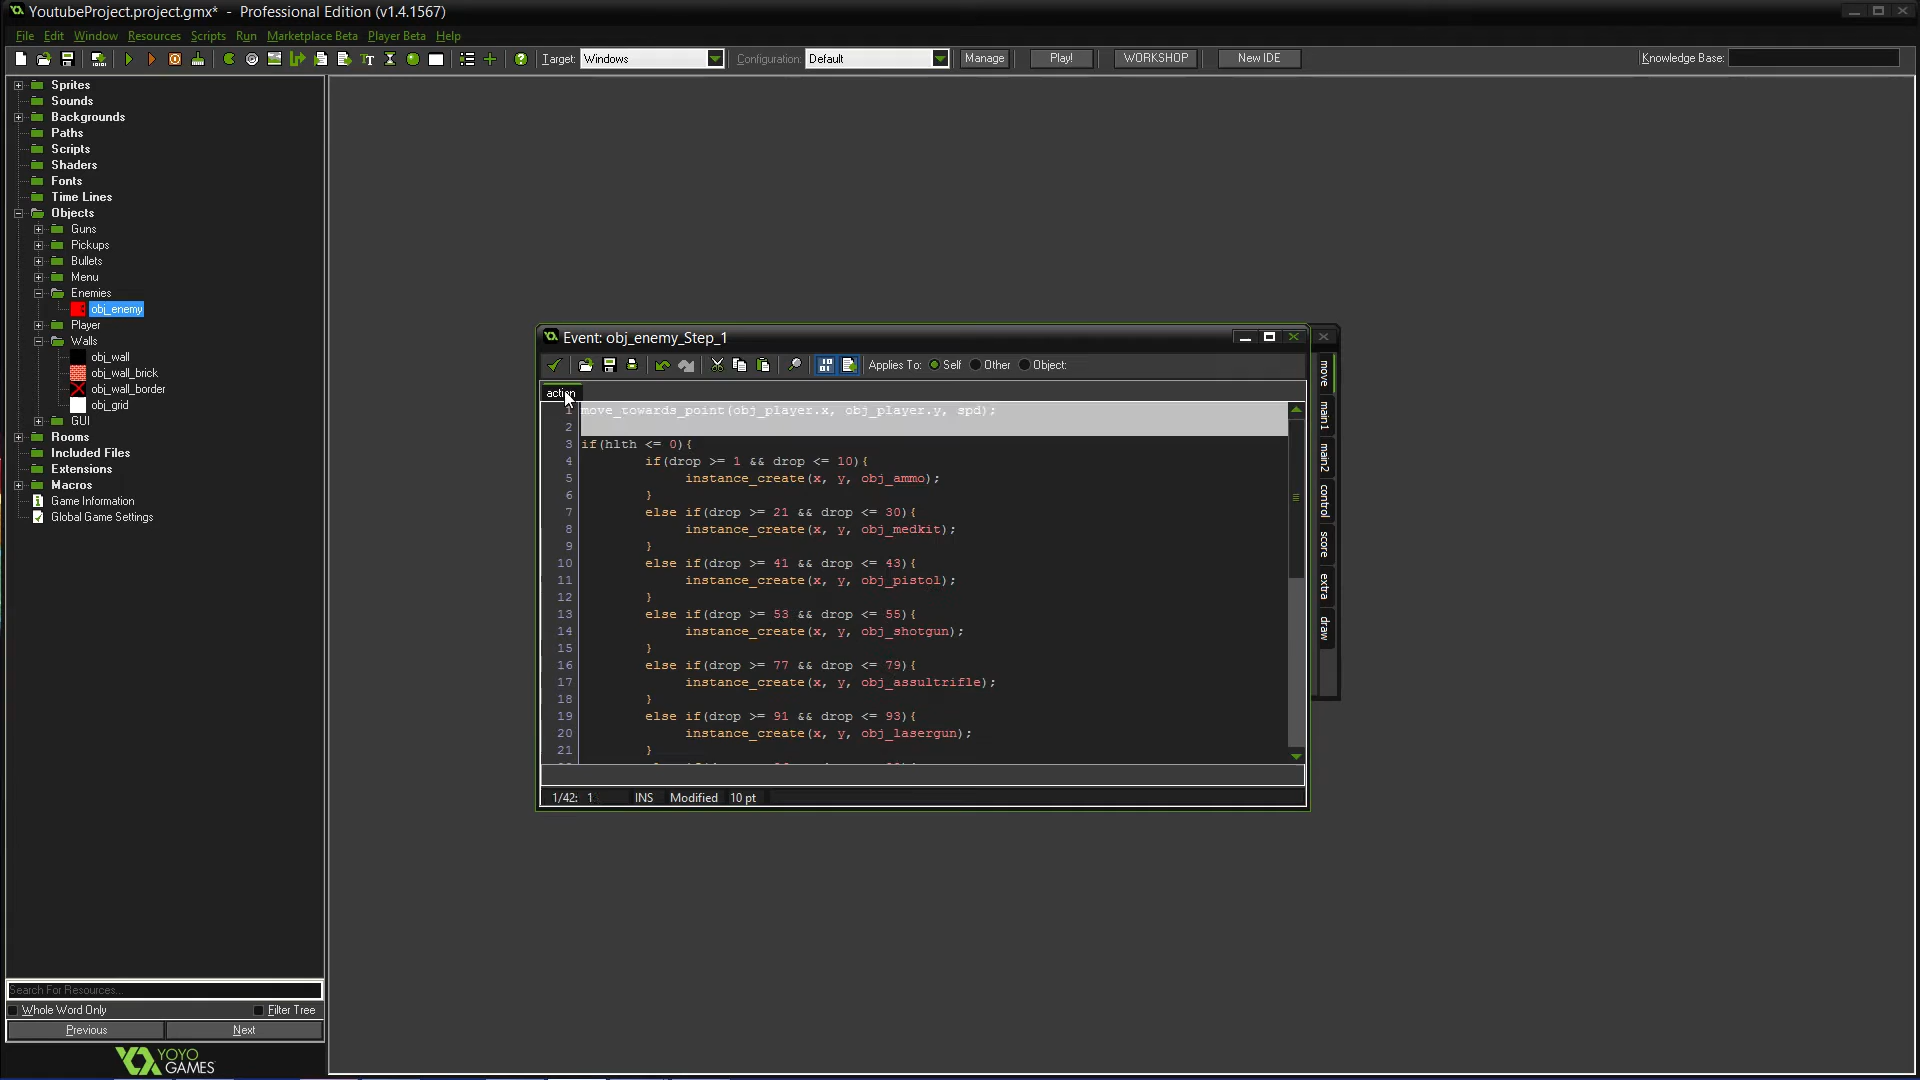 YoutubeProject.project.gmx* - Professional Edition (v1.4.1567)
File Edit Window Resources Scripts Run Marketplace Beta Player Beta Help
Target: Windows Configuration: Default Manage Play! WORKSHOP New IDE Knowledge Base:
Sprites
Sounds
Backgrounds
Paths
Scripts
Shaders
Fonts
Time Lines
Objects
Guns
Pickups
Bullets
Menu
Enemies
obj_enemy
Player
Walls
obj_wall
obj_wall_brick
obj_wall_border
obj_grid
GUI
Rooms
Included Files
Extensions
Macros
Game Information
Global Game Settings
Search For Resources...
Whole Word Only Filter Tree
Previous Next
YOYO
GAMES
Event: obj_enemy_Step_1
Applies To: Self Other Object:
action
1 move_towards_point(obj_player.x, obj_player.y, spd);
2
3 if(hlth <= 0){
4 if(drop >= 1 && drop <= 10){
5 instance_create(x, y, obj_ammo);
6 }
7 else if(drop >= 21 && drop <= 30){
8 instance_create(x, y, obj_medkit);
9 }
10 else if(drop >= 41 && drop <= 43){
11 instance_create(x, y, obj_pistol);
12 }
13 else if(drop >= 53 && drop <= 55){
14 instance_create(x, y, obj_shotgun);
15 }
16 else if(drop >= 77 && drop <= 79){
17 instance_create(x, y, obj_assultrifle);
18 }
19 else if(drop >= 91 && drop <= 93){
20 instance_create(x, y, obj_lasergun);
21 }
1/42: 1 INS Modified 10 pt
move
main1
main2
control
score
extra
draw